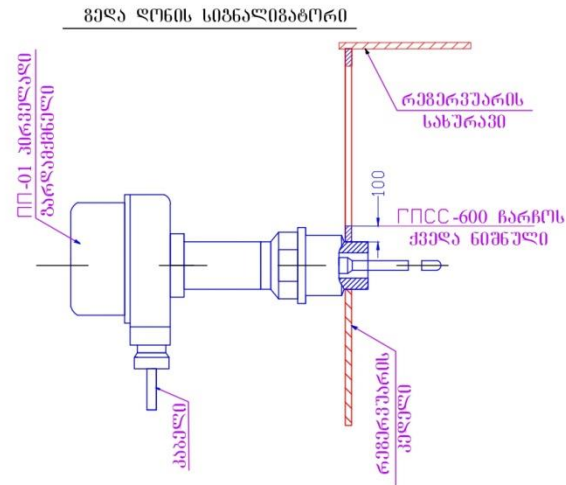 ზედა დონის სიგნალიზატორი
ПП-01 პირველადი
გარდამქმნელი
რეზერვუარის
სახურავი
100
ГПСС-600 ჩარჩოს
ქვედა ნიშნული
კაბელი
რეზერვუარის
კედელი